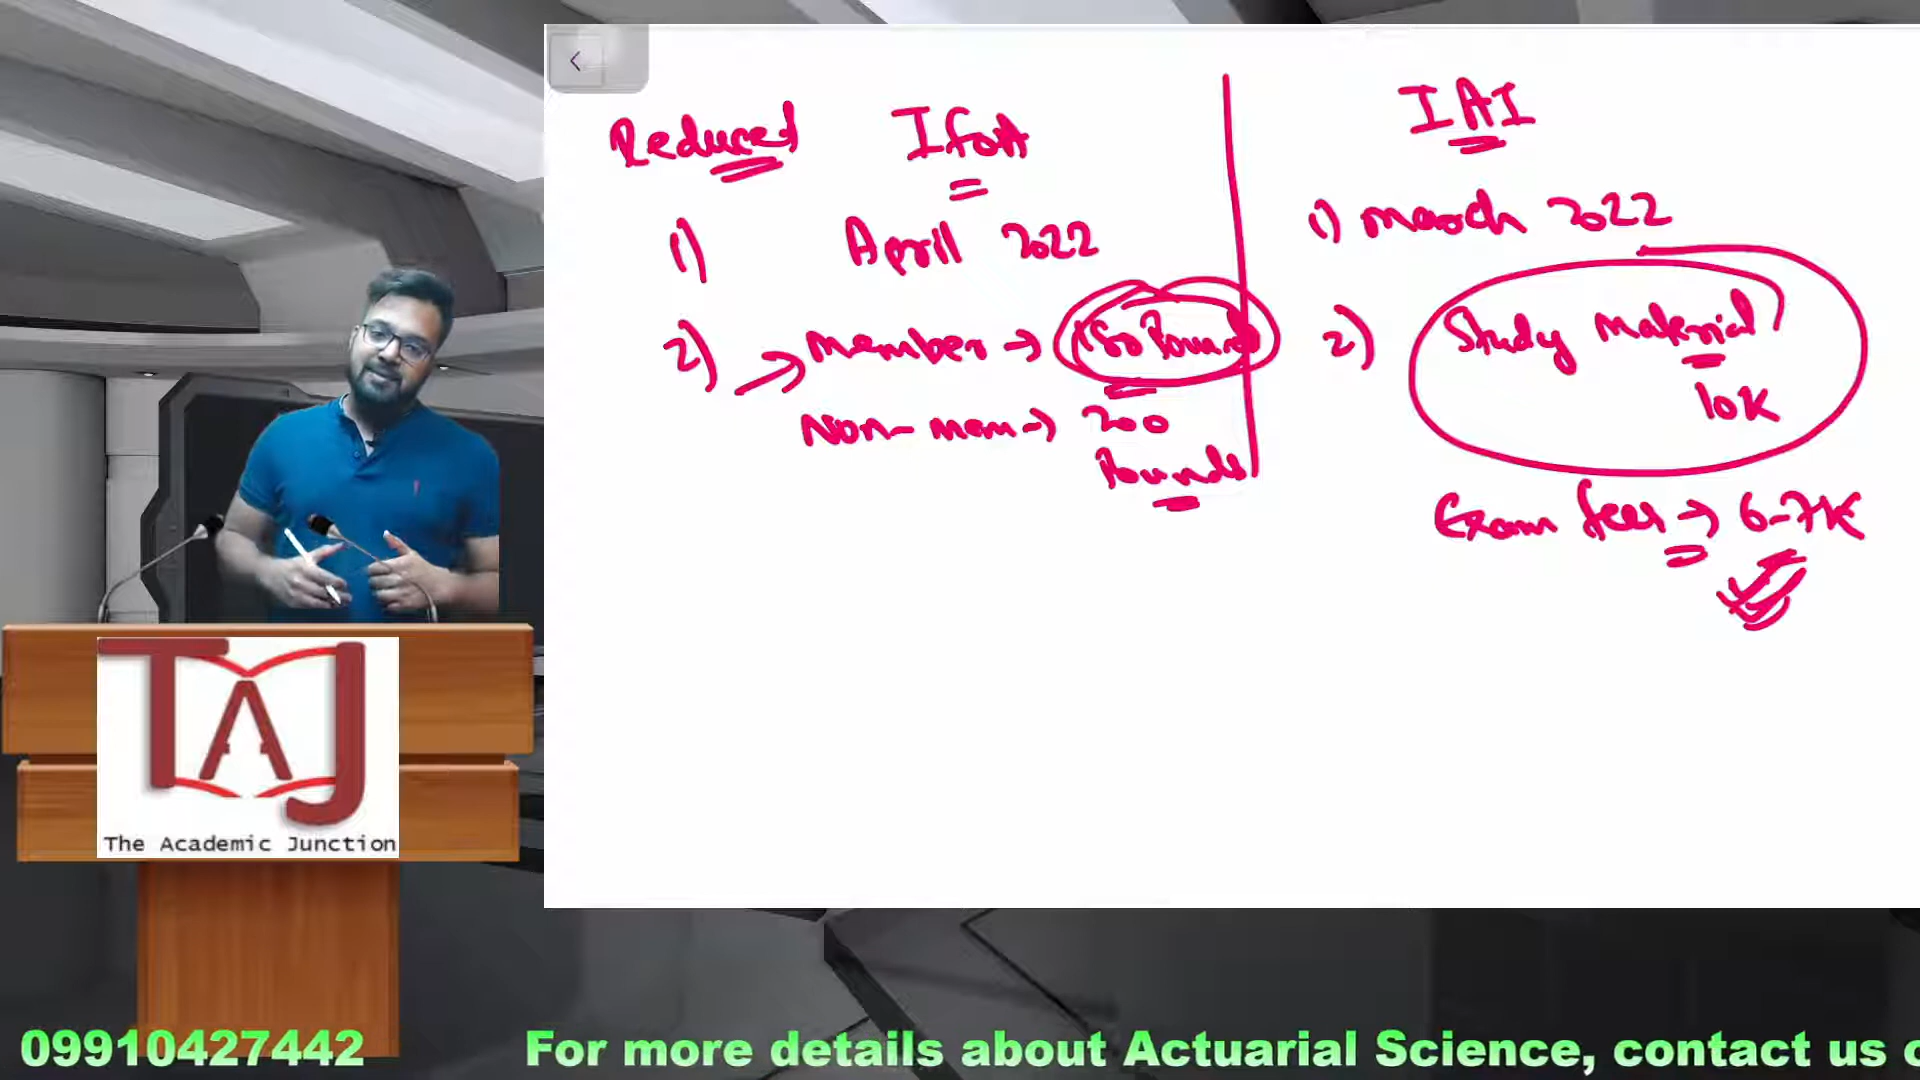 Reduced IfoA
1) April 2022
2) → Member → 150 Pounds
Non-mem → 200
Pounds
IAI
1) March 2022
2) Study Material
10K
Exam fees → 6-7K
TAJ
The Academic Junction
09910427442 For more details about Actuarial Science, contact us o